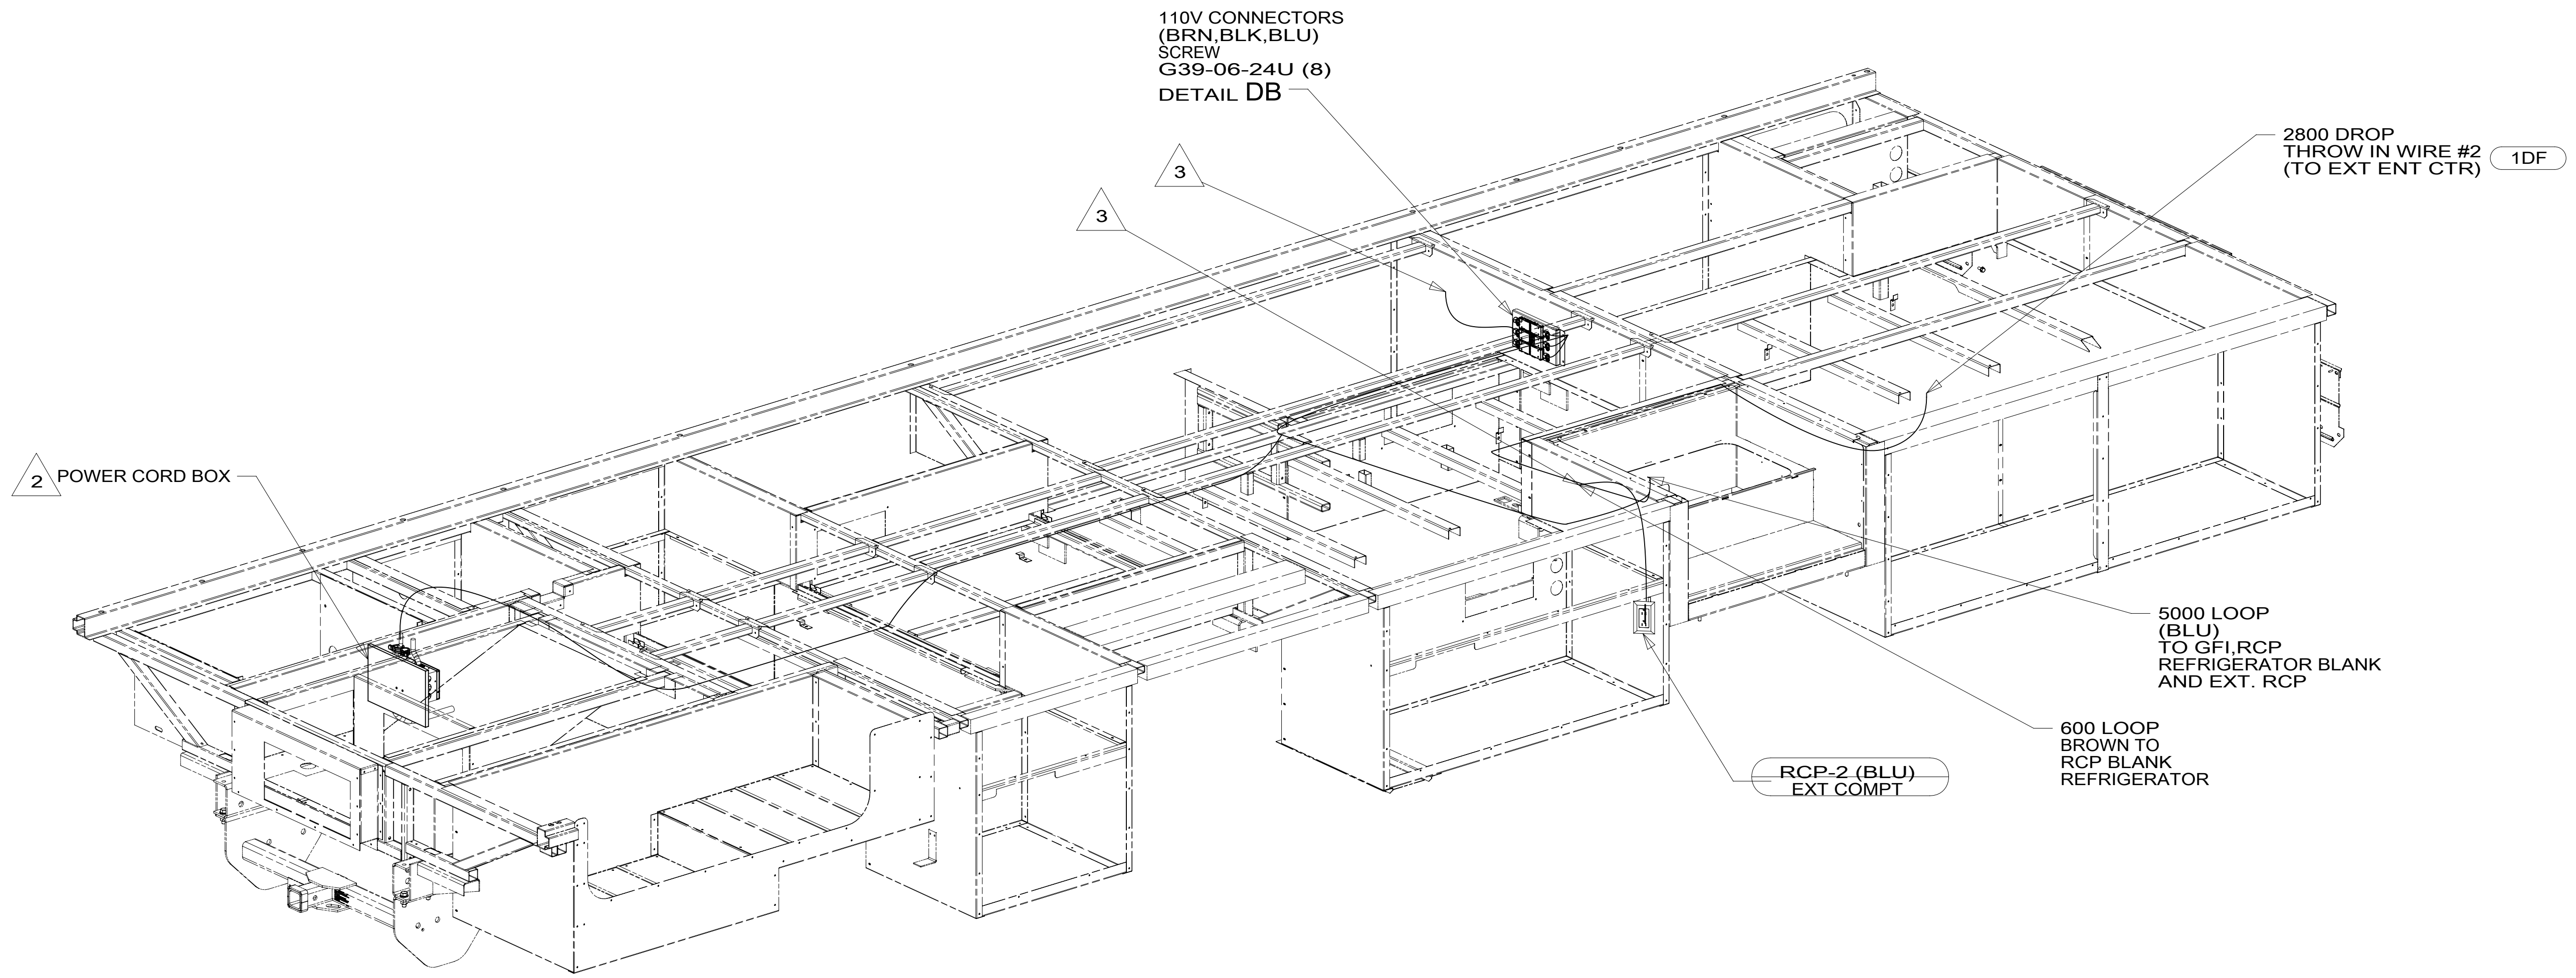 110V CONNECTORS
(BRN,BLK,BLU)
SCREW
G39-06-24U (8)
DETAIL DB
3
3
2800 DROP
THROW IN WIRE #2
(TO EXT ENT CTR)
1DF
2
POWER CORD BOX
5000 LOOP
(BLU)
TO GFI,RCP
REFRIGERATOR BLANK
AND EXT. RCP
600 LOOP
BROWN TO
RCP BLANK
REFRIGERATOR
RCP-2 (BLU)
EXT COMPT